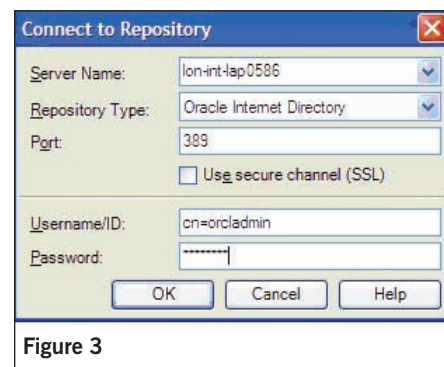 Connect to Repository
Server Name: lon-int-lap0586
Repository Type: Oracle Internet Directory
Port: 389
Use secure channel (SSL)
Username/ID: cn=orcladmin
Password: ********
OK Cancel Help
Figure 3